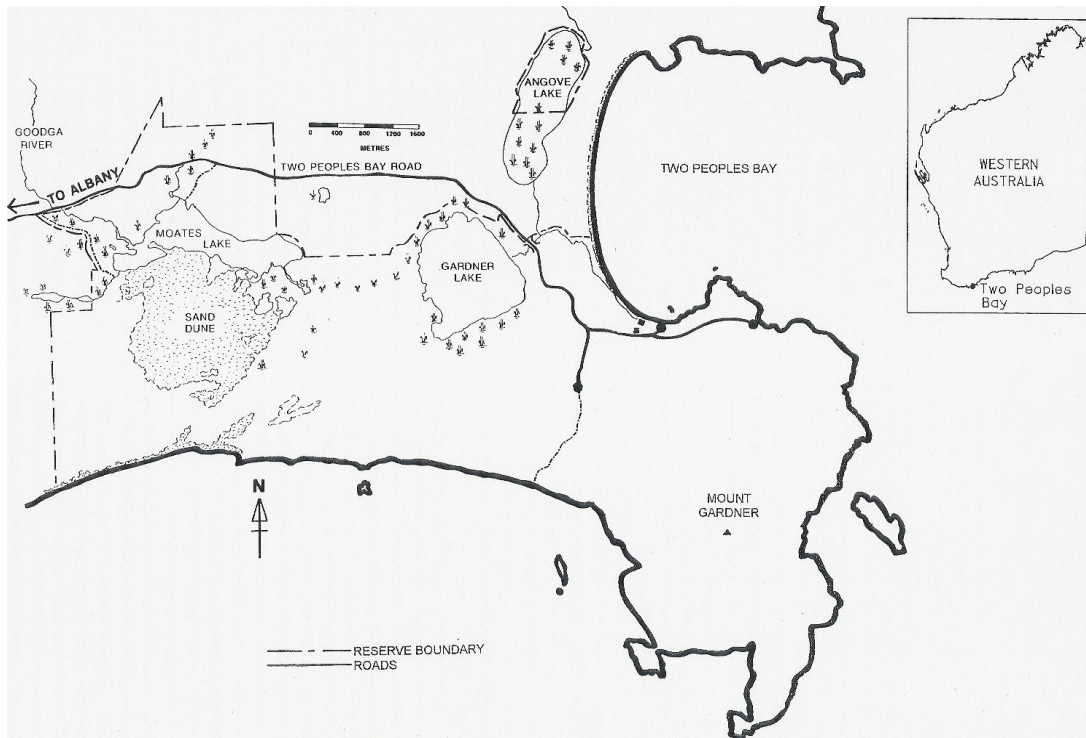 ANGOVE
LAKE
GOODGA
RIVER
0 400 800 1200 1600
METRES
TWO PEOPLES BAY ROAD
TWO PEOPLES BAY
WESTERN
AUSTRALIA
TO ALBANY
MOATES
LAKE
GARDNER
LAKE
Two Peoples
Bay
SAND
DUNE
N
MOUNT
GARDNER
RESERVE BOUNDARY
ROADS